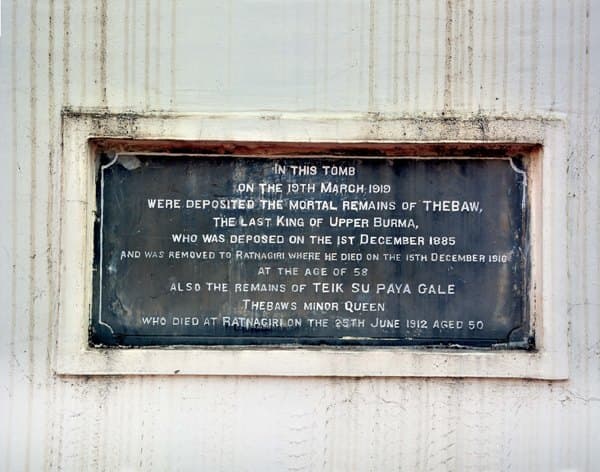 In this tomb
on the 19th March 1919
were deposited the mortal remains of THEBAW,
The last King of Upper Burma,
who was deposed on the 1st December 1885
and was removed to Ratnagiri where he died on the 15th December 1916
at the age of 58
also the remains of TEIK SU PAYA GALE
Thebaws minor Queen
who died at Ratnagiri on the 25th June 1912 aged 50